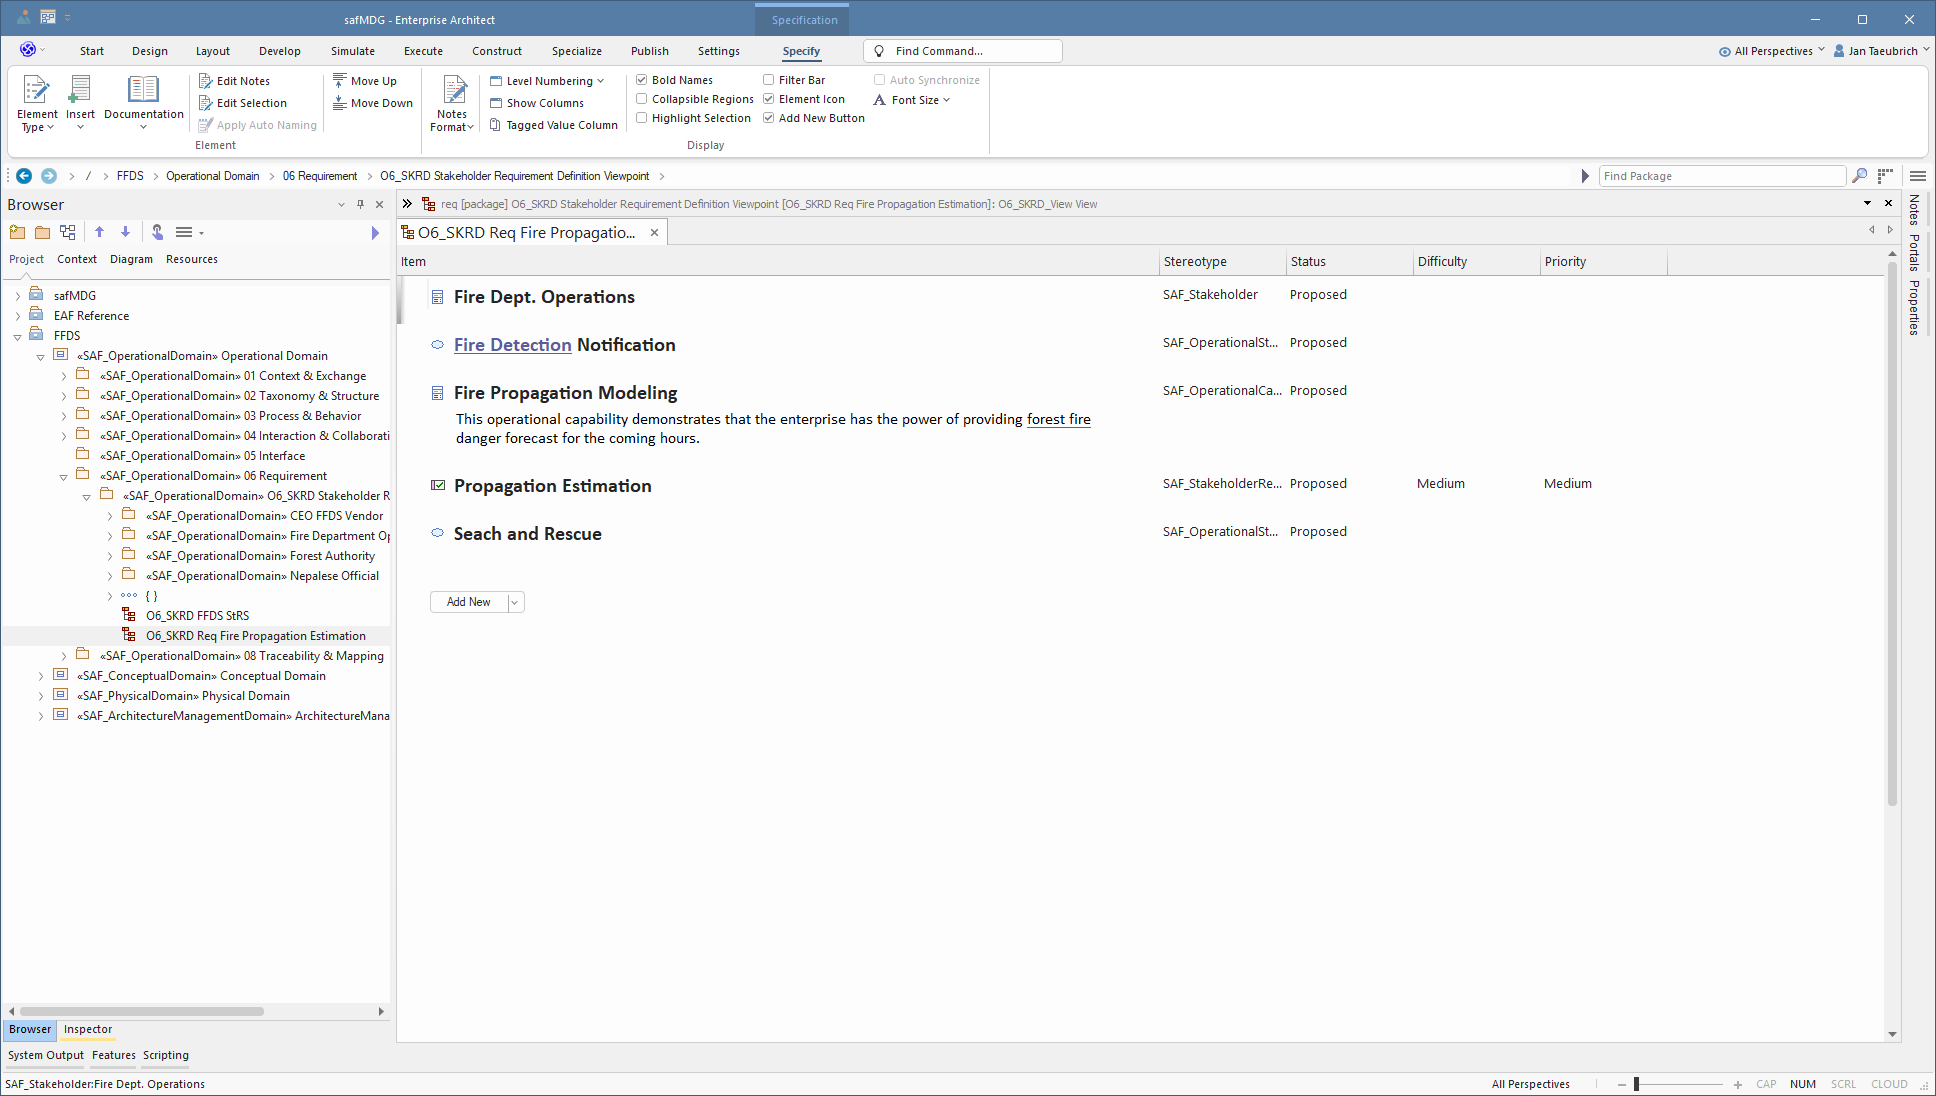 safMDG - Enterprise Architect
Specification
Start Design Layout Develop Simulate Execute Construct Specialize Publish Settings Specify Find Command... All Perspectives Jan Taeubrich
Element Type
Insert
Documentation
Edit Notes
Edit Selection
Apply Auto Naming
Move Up
Move Down
Element
Notes Format
Level Numbering
Show Columns
Tagged Value Column
Bold Names
Collapsible Regions
Highlight Selection
Filter Bar
Element Icon
Add New Button
Auto Synchronize
Font Size
Display
/ FFDS Operational Domain 06 Requirement O6_SKRD Stakeholder Requirement Definition Viewpoint Find Package
Browser
Project Context Diagram Resources
safMDG
EAF Reference
FFDS
«SAF_OperationalDomain» Operational Domain
«SAF_OperationalDomain» 01 Context & Exchange
«SAF_OperationalDomain» 02 Taxonomy & Structure
«SAF_OperationalDomain» 03 Process & Behavior
«SAF_OperationalDomain» 04 Interaction & Collaborati
«SAF_OperationalDomain» 05 Interface
«SAF_OperationalDomain» 06 Requirement
«SAF_OperationalDomain» O6_SKRD Stakeholder R
«SAF_OperationalDomain» CEO FFDS Vendor
«SAF_OperationalDomain» Fire Department Op
«SAF_OperationalDomain» Forest Authority
«SAF_OperationalDomain» Nepalese Official
{ }
O6_SKRD FFDS StRS
O6_SKRD Req Fire Propagation Estimation
«SAF_OperationalDomain» 08 Traceability & Mapping
«SAF_ConceptualDomain» Conceptual Domain
«SAF_PhysicalDomain» Physical Domain
«SAF_ArchitectureManagementDomain» ArchitectureMana
Browser Inspector
req [package] O6_SKRD Stakeholder Requirement Definition Viewpoint [O6_SKRD Req Fire Propagation Estimation]: O6_SKRD_View View
O6_SKRD Req Fire Propagatio...
Item Stereotype Status Difficulty Priority
Fire Dept. Operations SAF_Stakeholder Proposed
Fire Detection Notification SAF_OperationalSt... Proposed
Fire Propagation Modeling SAF_OperationalCa... Proposed
This operational capability demonstrates that the enterprise has the power of providing forest fire
danger forecast for the coming hours.
Propagation Estimation SAF_StakeholderRe... Proposed Medium Medium
Seach and Rescue SAF_OperationalSt... Proposed
Add New
Notes
Portals
Properties
System Output Features Scripting
SAF_Stakeholder:Fire Dept. Operations All Perspectives CAP NUM SCRL CLOUD